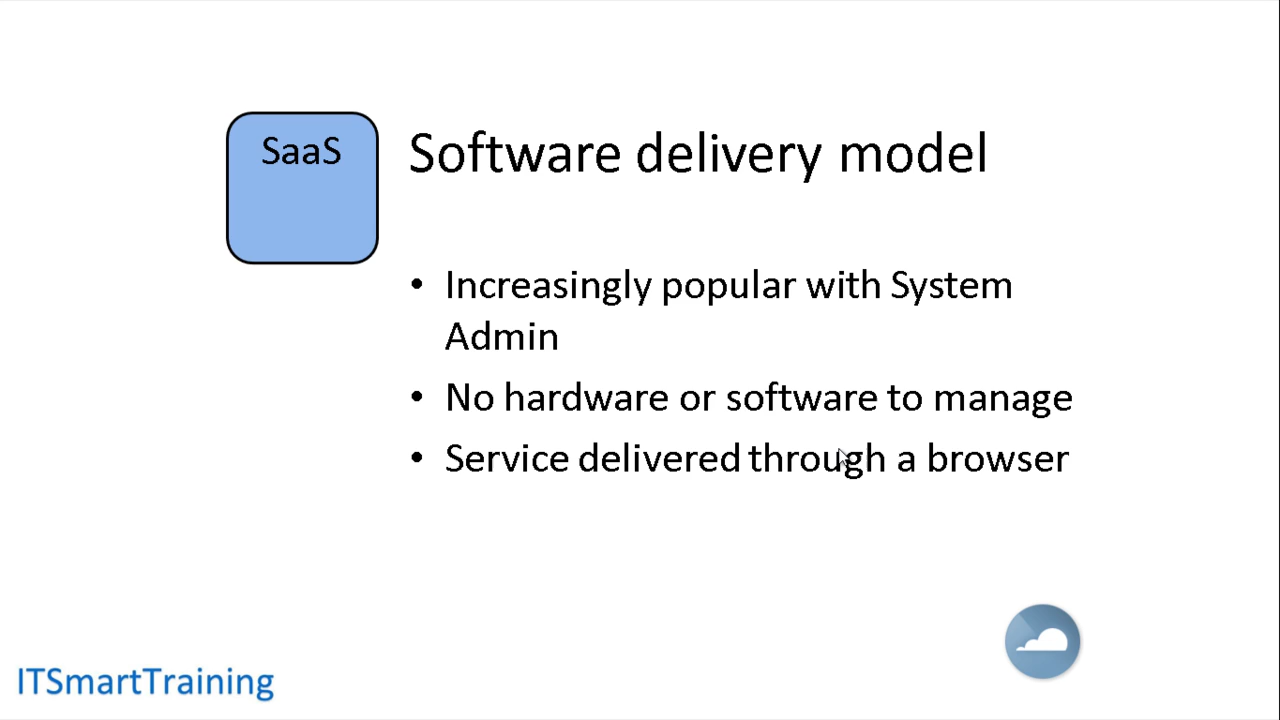 SaaS
Software delivery model
• Increasingly popular with System
Admin
• No hardware or software to manage
• Service delivered through a browser
ITSmartTraining